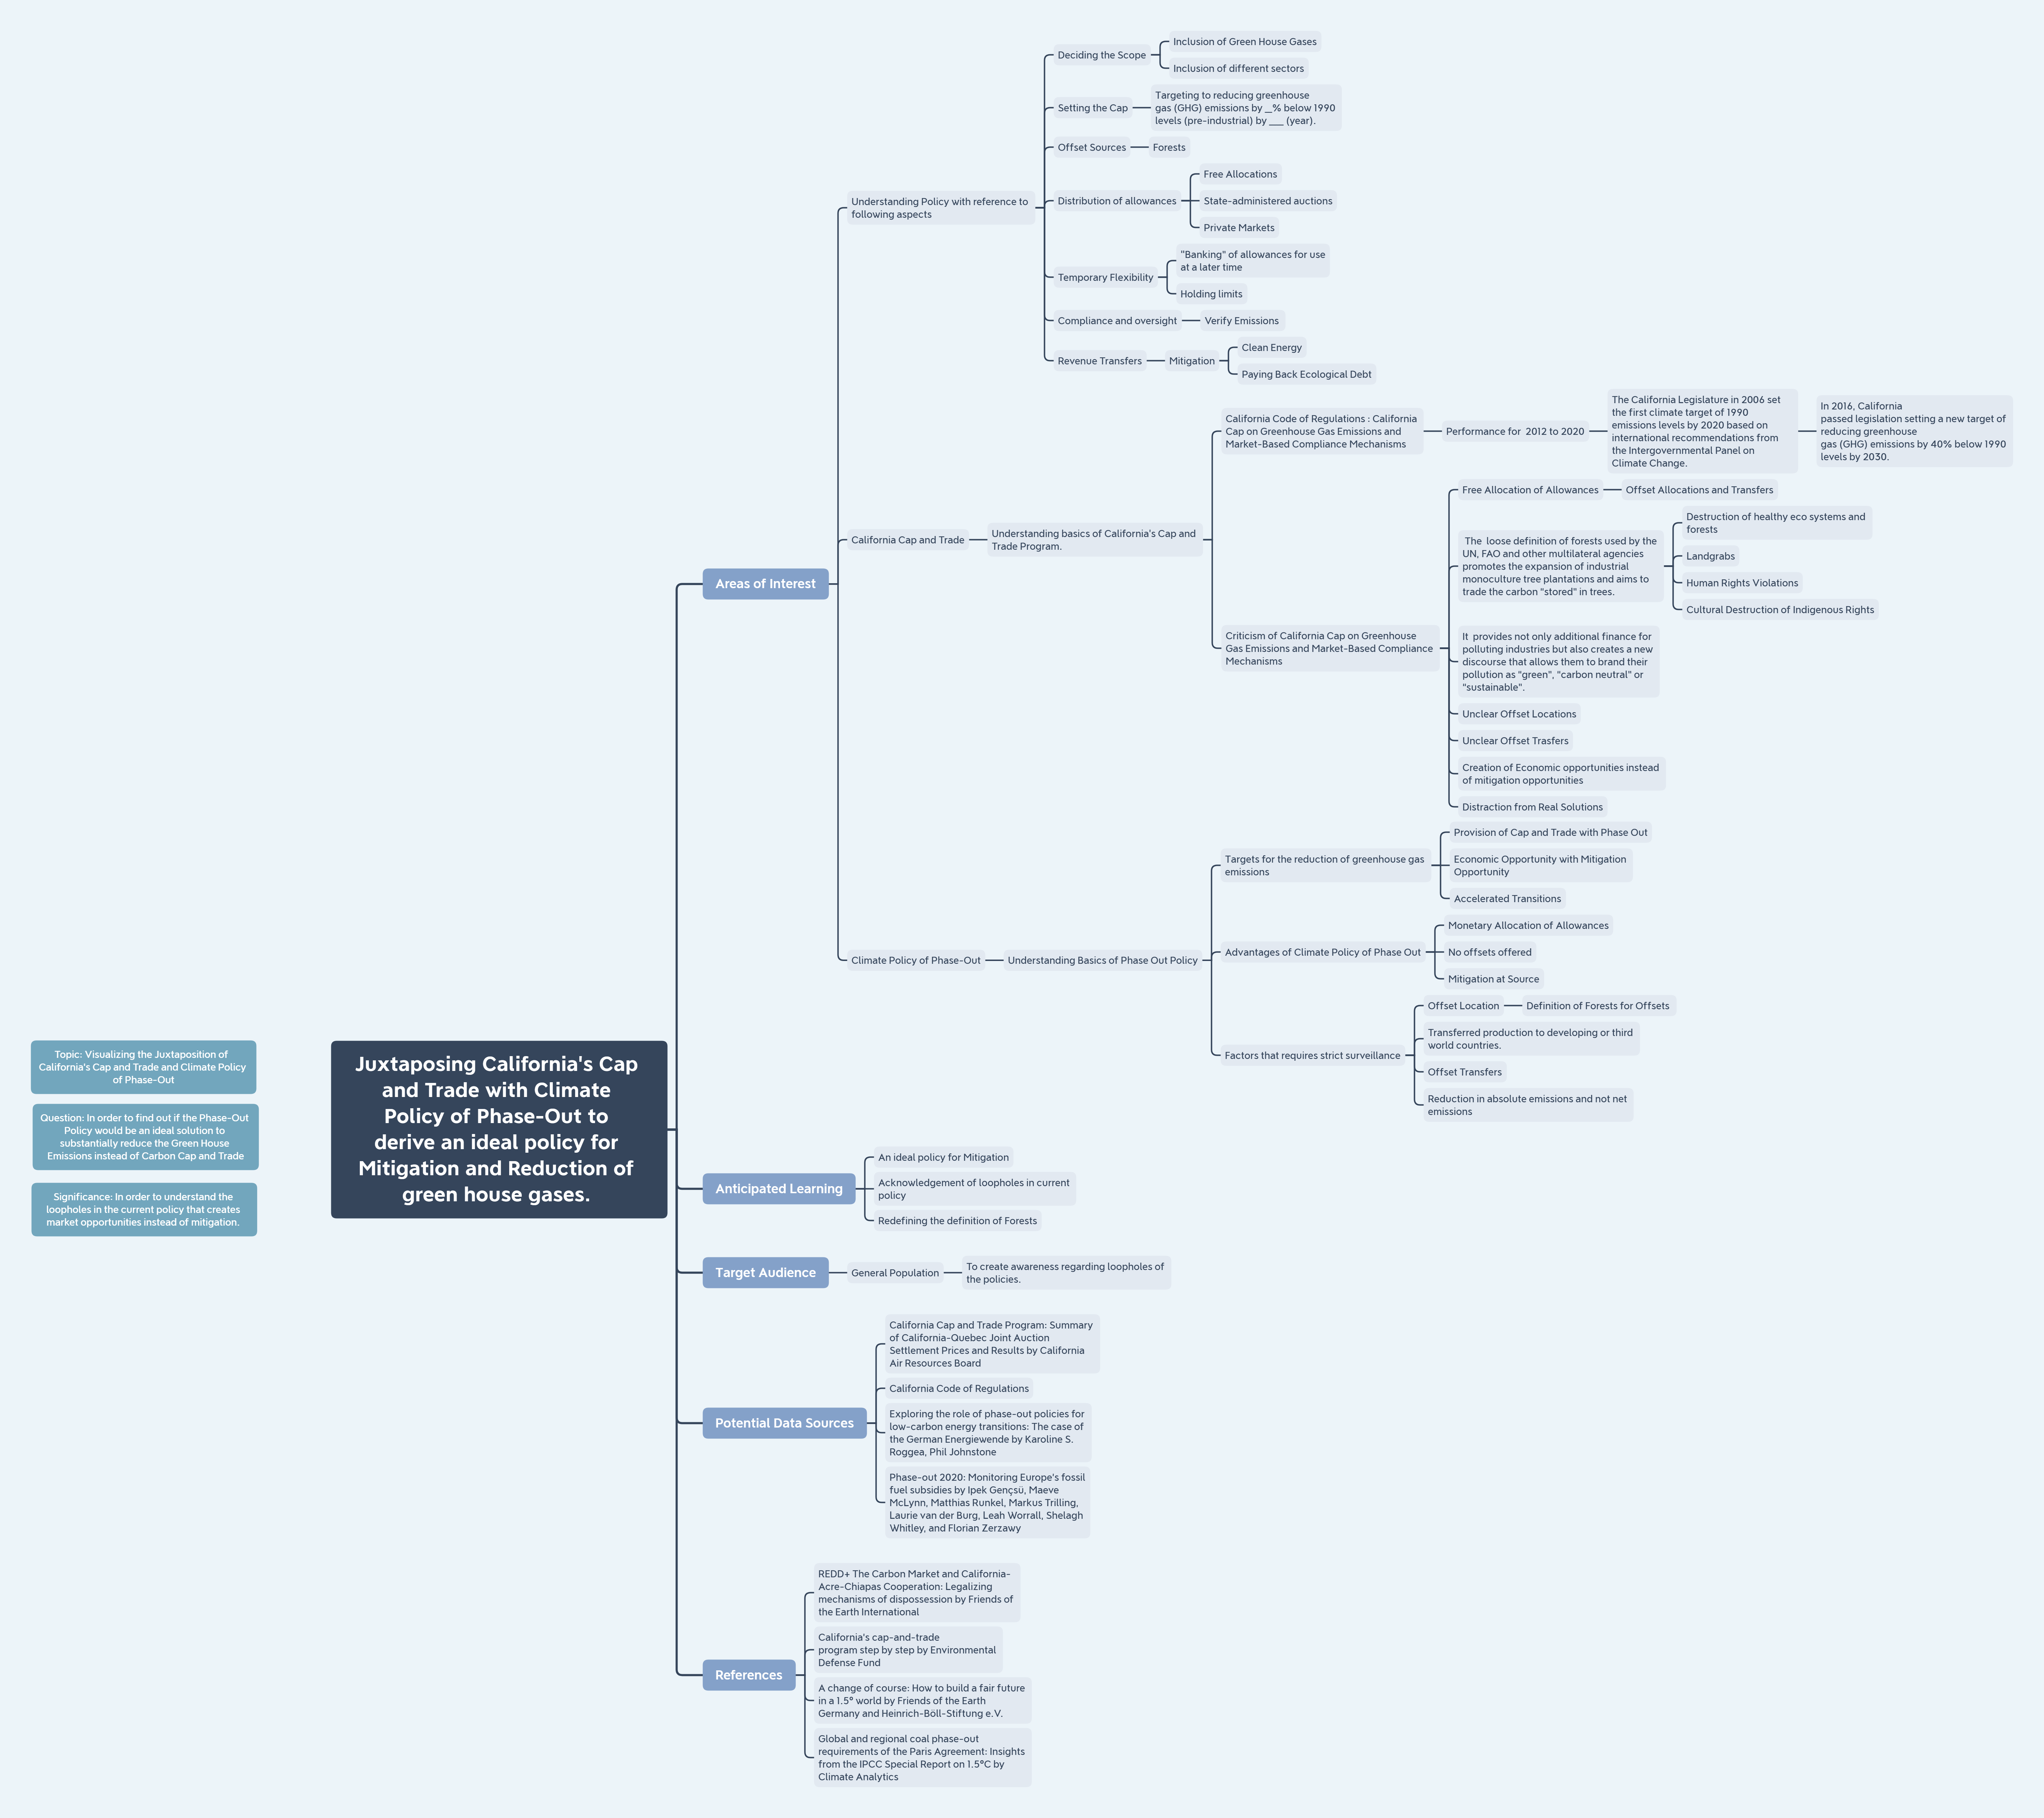 Topic: Visualizing the Juxtaposition of
California's Cap and Trade and Climate Policy
of Phase-Out
Question: In order to find out if the Phase-Out
Policy would be an ideal solution to
substantially reduce the Green House
Emissions instead of Carbon Cap and Trade
Significance: In order to understand the
loopholes in the current policy that creates
market opportunities instead of mitigation.
Juxtaposing California's Cap
and Trade with Climate
Policy of Phase-Out to
derive an ideal policy for
Mitigation and Reduction of
green house gases.
Areas of Interest
Understanding Policy with reference to
following aspects
Deciding the Scope
Inclusion of Green House Gases
Inclusion of different sectors
Setting the Cap
Targeting to reducing greenhouse
gas (GHG) emissions by __% below 1990
levels (pre-industrial) by ___ (year).
Offset Sources
Forests
Distribution of allowances
Free Allocations
State-administered auctions
Private Markets
Temporary Flexibility
"Banking" of allowances for use
at a later time
Holding limits
Compliance and oversight
Verify Emissions
Revenue Transfers
Mitigation
Clean Energy
Paying Back Ecological Debt
California Cap and Trade
Understanding basics of California's Cap and
Trade Program.
California Code of Regulations : California
Cap on Greenhouse Gas Emissions and
Market-Based Compliance Mechanisms
Performance for 2012 to 2020
The California Legislature in 2006 set
the first climate target of 1990
emissions levels by 2020 based on
international recommendations from
the Intergovernmental Panel on
Climate Change.
In 2016, California
passed legislation setting a new target of
reducing greenhouse
gas (GHG) emissions by 40% below 1990
levels by 2030.
Criticism of California Cap on Greenhouse
Gas Emissions and Market-Based Compliance
Mechanisms
Free Allocation of Allowances
Offset Allocations and Transfers
The loose definition of forests used by the
UN, FAO and other multilateral agencies
promotes the expansion of industrial
monoculture tree plantations and aims to
trade the carbon "stored" in trees.
Destruction of healthy eco systems and
forests
Landgrabs
Human Rights Violations
Cultural Destruction of Indigenous Rights
It provides not only additional finance for
polluting industries but also creates a new
discourse that allows them to brand their
pollution as "green", "carbon neutral" or
"sustainable".
Unclear Offset Locations
Unclear Offset Trasfers
Creation of Economic opportunities instead
of mitigation opportunities
Distraction from Real Solutions
Climate Policy of Phase-Out
Understanding Basics of Phase Out Policy
Targets for the reduction of greenhouse gas
emissions
Provision of Cap and Trade with Phase Out
Economic Opportunity with Mitigation
Opportunity
Accelerated Transitions
Advantages of Climate Policy of Phase Out
Monetary Allocation of Allowances
No offsets offered
Mitigation at Source
Factors that requires strict surveillance
Offset Location
Definition of Forests for Offsets
Transferred production to developing or third
world countries.
Offset Transfers
Reduction in absolute emissions and not net
emissions
Anticipated Learning
An ideal policy for Mitigation
Acknowledgement of loopholes in current
policy
Redefining the definition of Forests
Target Audience
General Population
To create awareness regarding loopholes of
the policies.
Potential Data Sources
California Cap and Trade Program: Summary
of California-Quebec Joint Auction
Settlement Prices and Results by California
Air Resources Board
California Code of Regulations
Exploring the role of phase-out policies for
low-carbon energy transitions: The case of
the German Energiewende by Karoline S.
Roggea, Phil Johnstone
Phase-out 2020: Monitoring Europe's fossil
fuel subsidies by Ipek Gençsü, Maeve
McLynn, Matthias Runkel, Markus Trilling,
Laurie van der Burg, Leah Worrall, Shelagh
Whitley, and Florian Zerzawy
References
REDD+ The Carbon Market and California-
Acre-Chiapas Cooperation: Legalizing
mechanisms of dispossession by Friends of
the Earth International
California's cap-and-trade
program step by step by Environmental
Defense Fund
A change of course: How to build a fair future
in a 1.5° world by Friends of the Earth
Germany and Heinrich-Böll-Stiftung e.V.
Global and regional coal phase-out
requirements of the Paris Agreement: Insights
from the IPCC Special Report on 1.5°C by
Climate Analytics